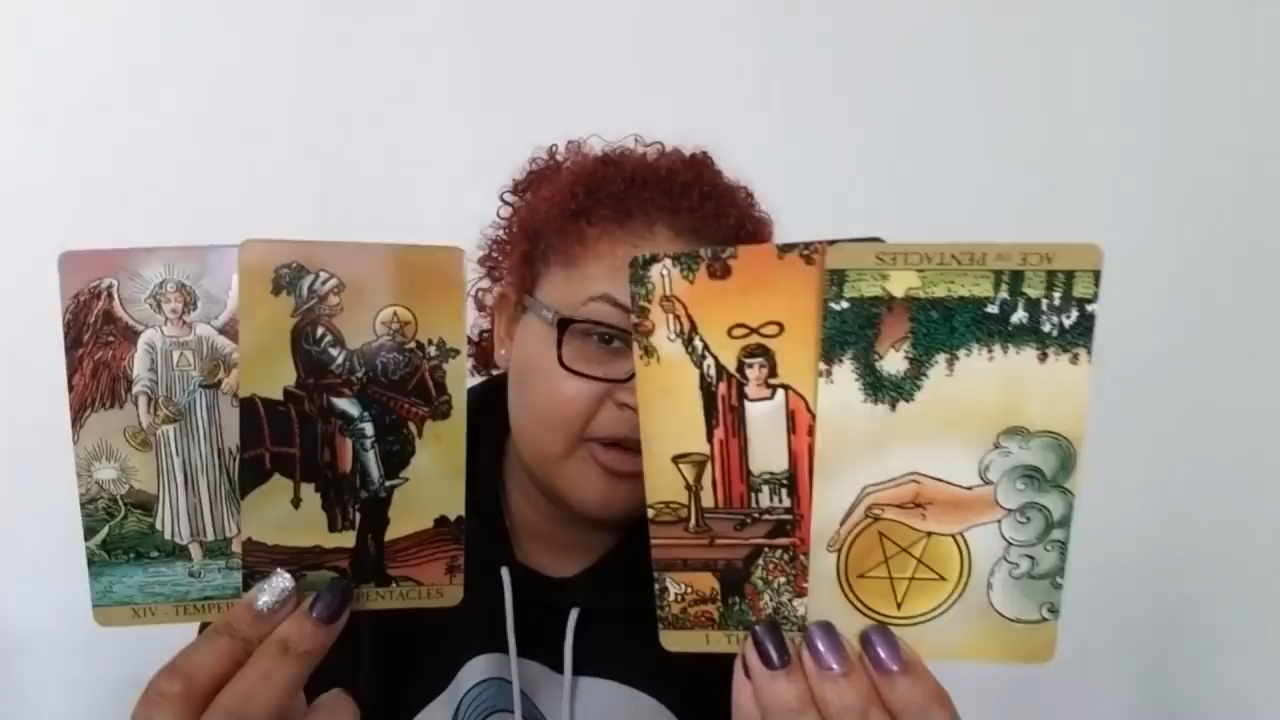 XIV - TEMPER
PENTACLES
I - TH
ACE OF PENTACLES